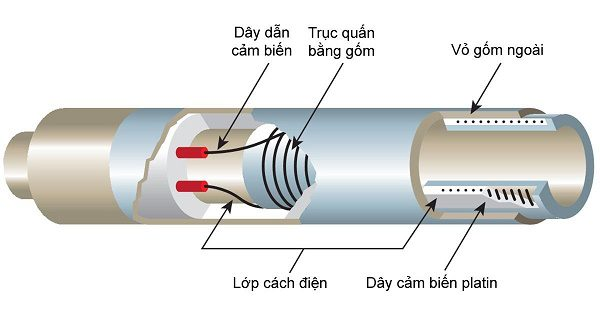 Dây dẫn
cảm biến
Trục quấn
bằng gốm
Vỏ gốm ngoài
Lớp cách điện
Dây cảm biến platin